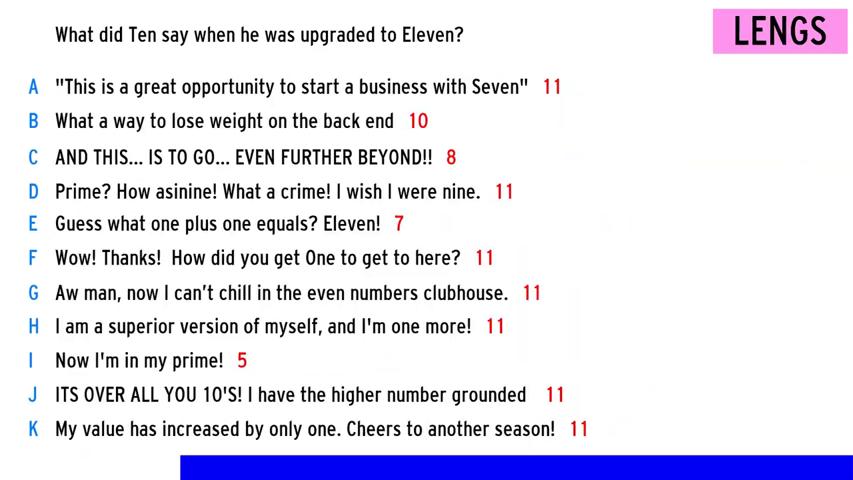 What did Ten say when he was upgraded to Eleven?
LENGS
A "This is a great opportunity to start a business with Seven" 11
B What a way to lose weight on the back end 10
C AND THIS... IS TO GO... EVEN FURTHER BEYOND!! 8
D Prime? How asinine! What a crime! I wish I were nine. 11
E Guess what one plus one equals? Eleven! 7
F Wow! Thanks!  How did you get One to get to here? 11
G Aw man, now I can’t chill in the even numbers clubhouse. 11
H I am a superior version of myself, and I'm one more! 11
I Now I'm in my prime! 5
J ITS OVER ALL YOU 10'S! I have the higher number grounded 11
K My value has increased by only one. Cheers to another season! 11